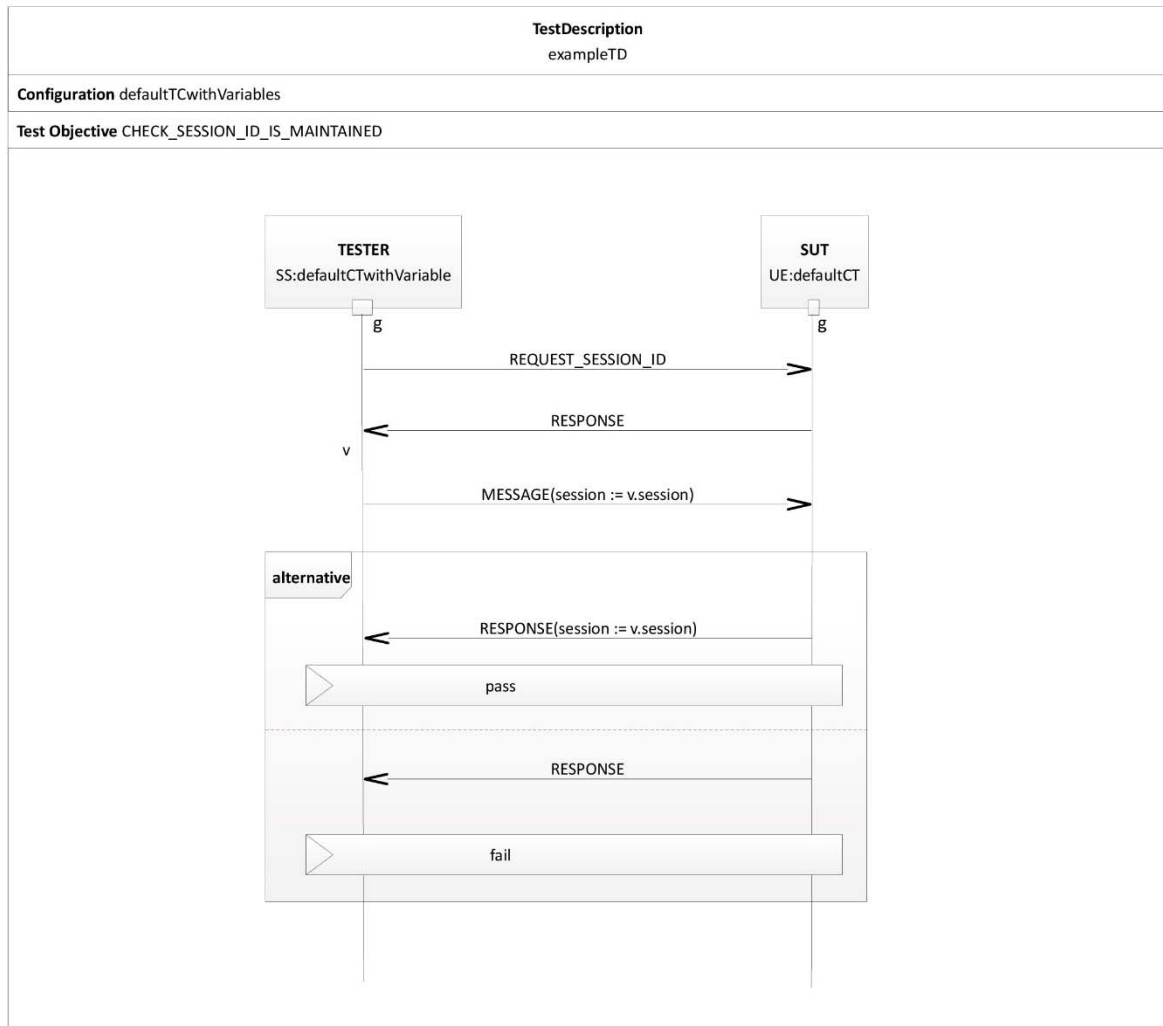 TestDescription
exampleTD
Configuration defaultTCwithVariables
Test Objective CHECK_SESSION_ID_IS_MAINTAINED
TESTER
SS:defaultCTwithVariable
SUT
UE:defaultCT
g
g
REQUEST_SESSION_ID
RESPONSE
v
MESSAGE(session := v.session)
alternative
RESPONSE(session := v.session)
pass
RESPONSE
fail